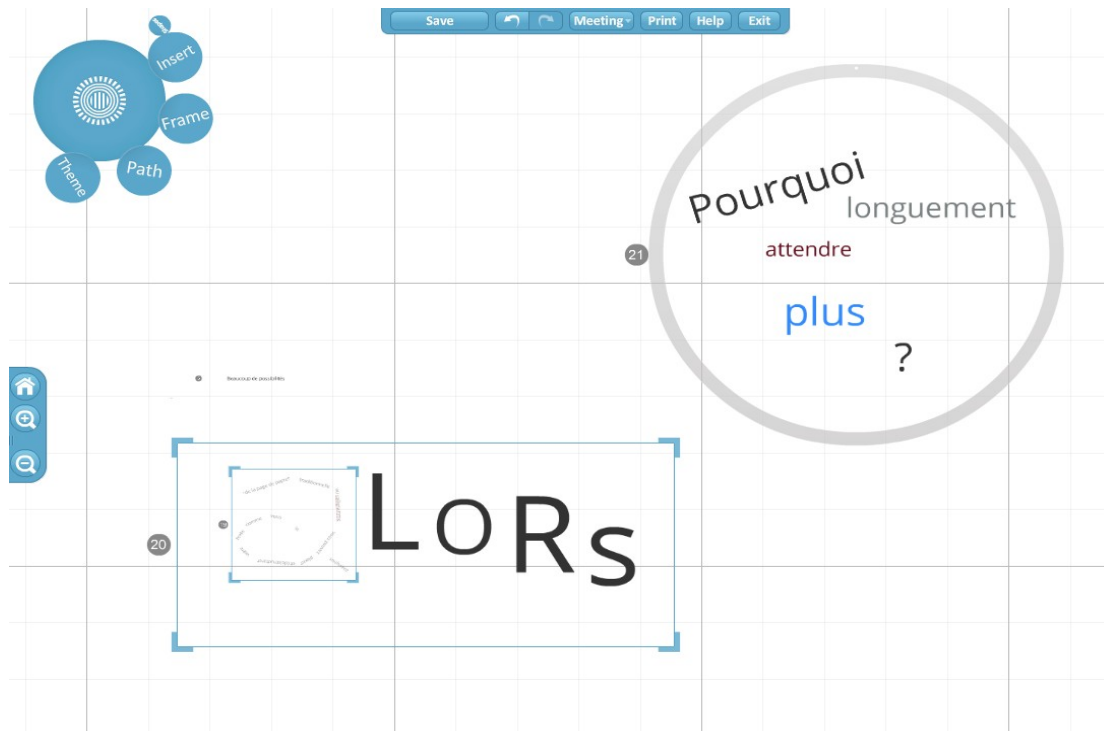 Save
Meeting
Print
Help
Exit
Insert
Frame
Path
Theme
Pourquoi
longuement
attendre
21
plus
?
Beaucoup de possibilités
20
LoRs